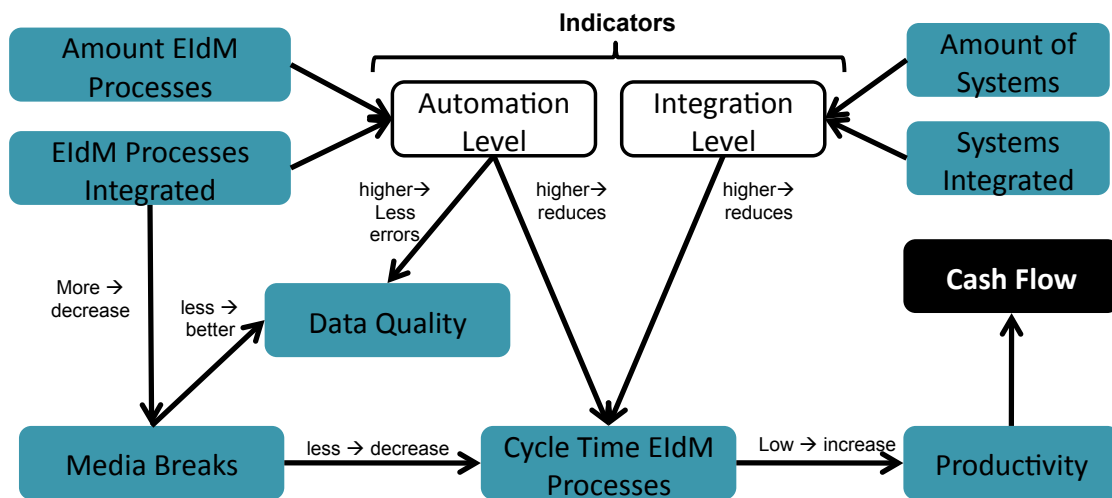 Indicators
Amount EIdM
Processes
Automation
Level
Integration
Level
Amount of
Systems
EIdM Processes
Integrated
Systems
Integrated
higher→
Less
errors
higher→
reduces
higher→
reduces
More →
decrease
less →
better
Data Quality
Cash Flow
Media Breaks
less → decrease
Cycle Time EIdM
Processes
Low → increase
Productivity